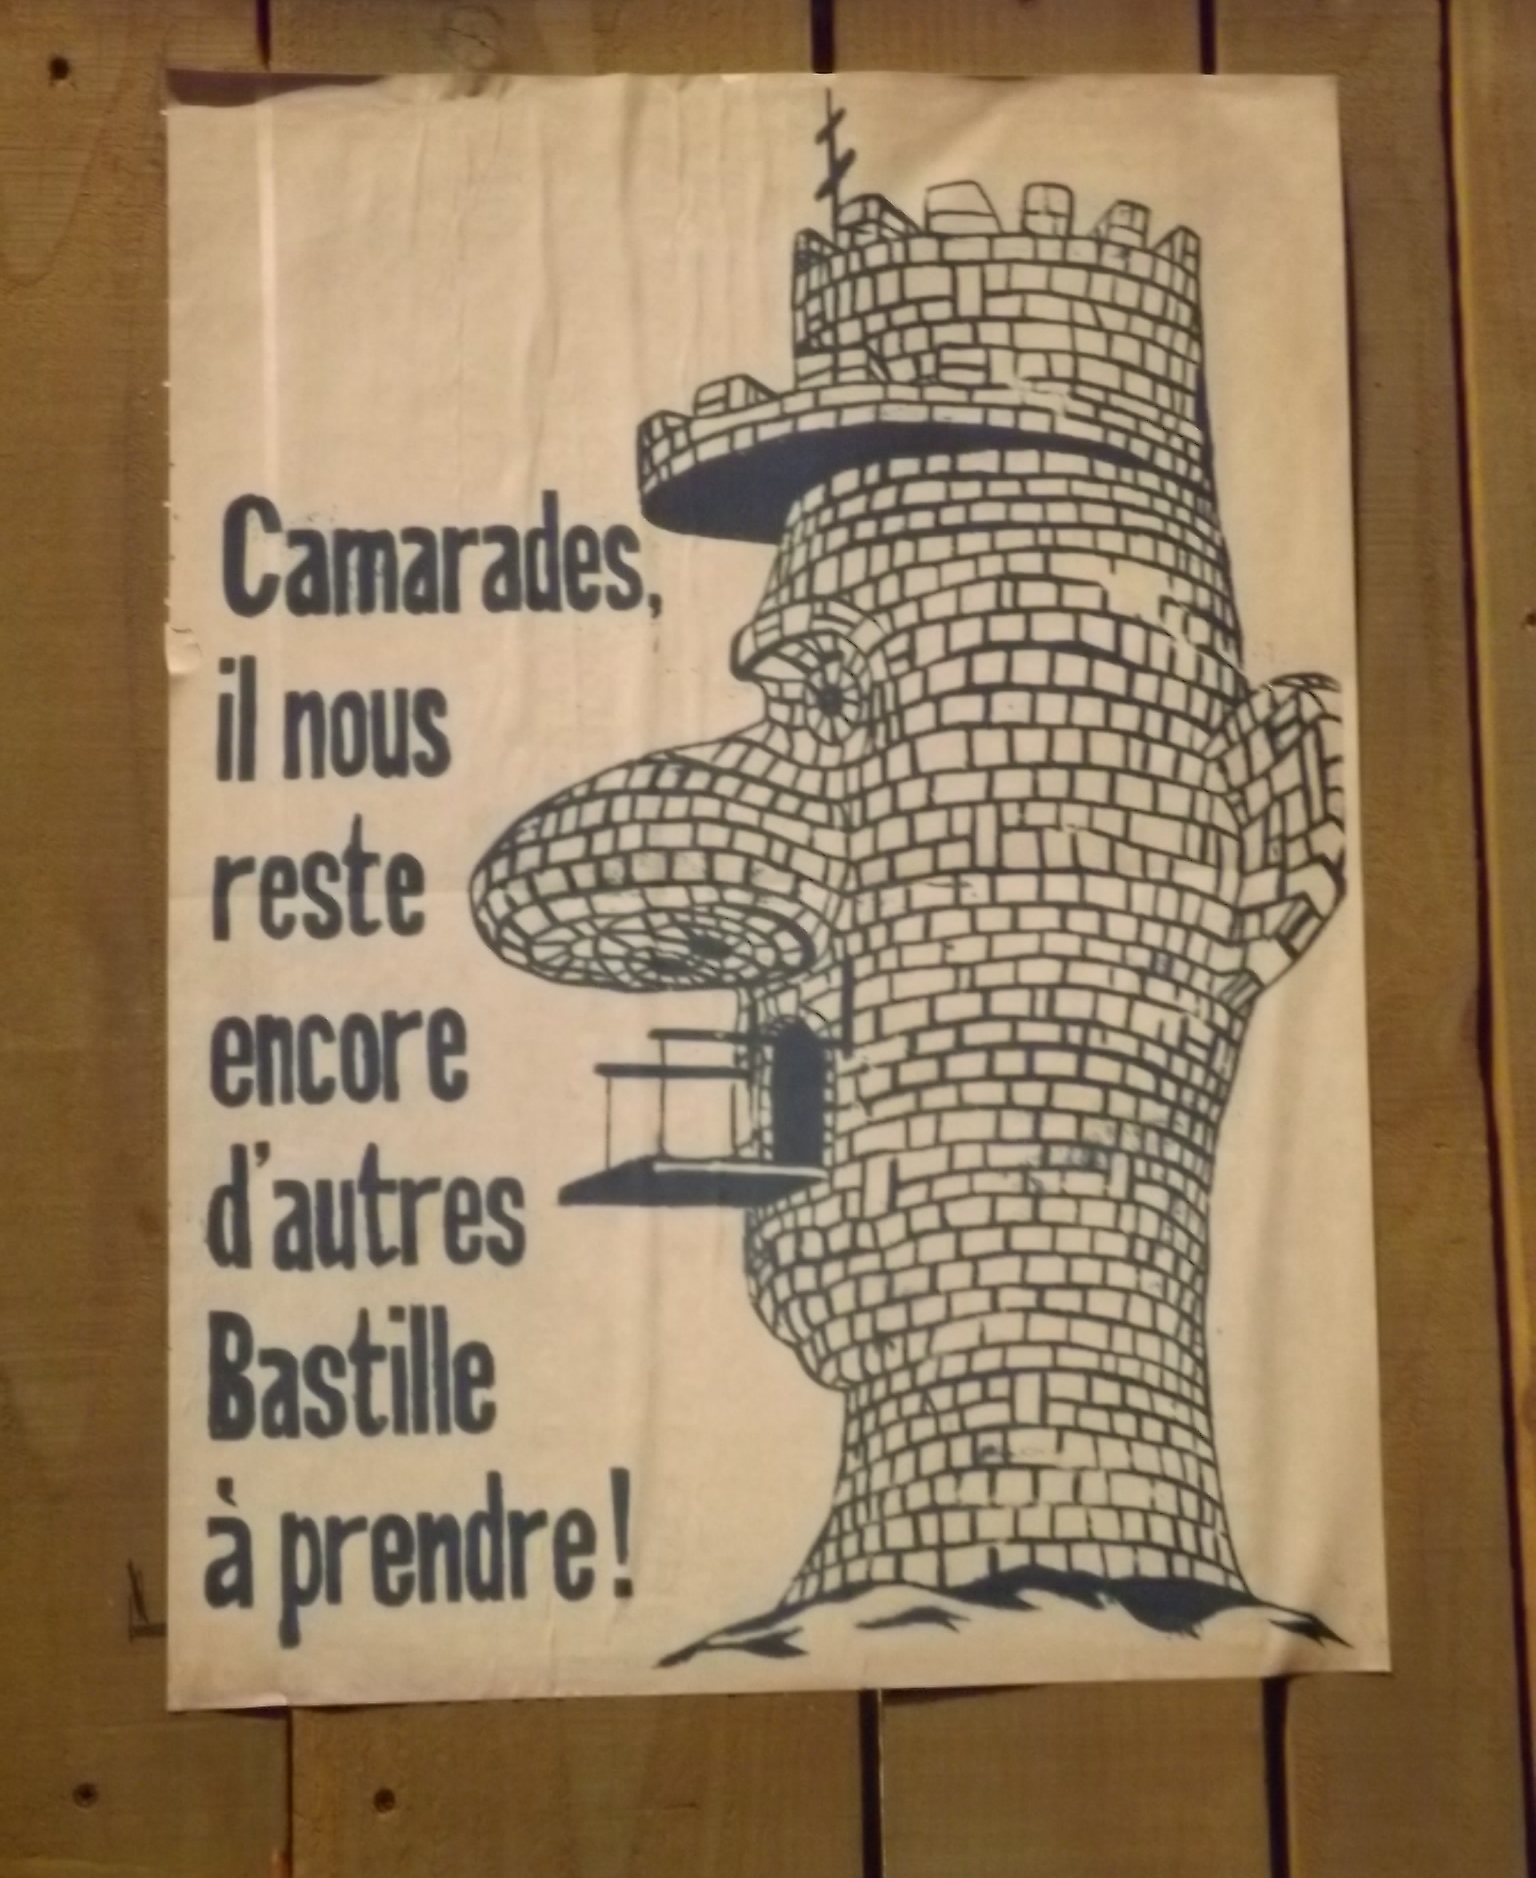 Camarades,
il nous
reste
encore
d'autres
Bastille
à prendre!